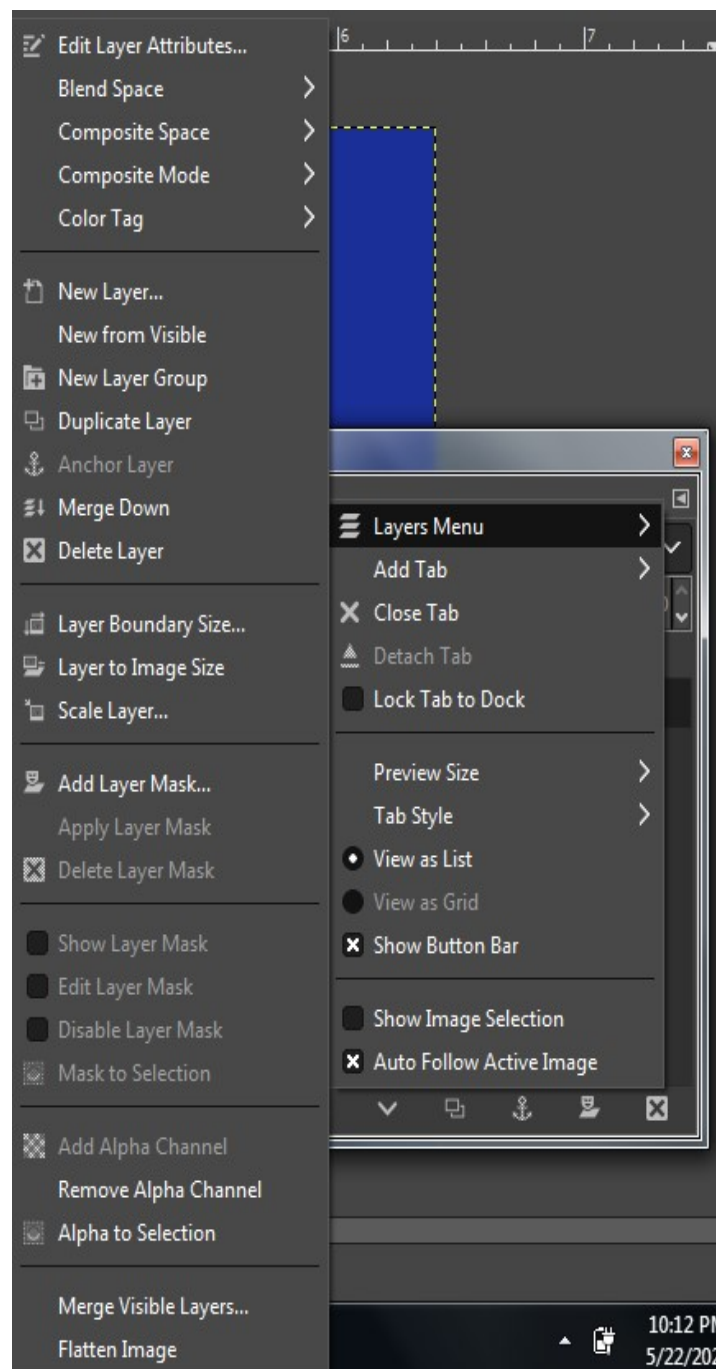 Edit Layer Attributes...
Blend Space
Composite Space
Composite Mode
Color Tag
New Layer...
New from Visible
New Layer Group
Duplicate Layer
Anchor Layer
Merge Down
Delete Layer
Layer Boundary Size...
Layer to Image Size
Scale Layer...
Add Layer Mask...
Apply Layer Mask
Delete Layer Mask
Show Layer Mask
Edit Layer Mask
Disable Layer Mask
Mask to Selection
Add Alpha Channel
Remove Alpha Channel
Alpha to Selection
Merge Visible Layers...
Flatten Image
6 7
Layers Menu
Add Tab
Close Tab
Detach Tab
Lock Tab to Dock
Preview Size
Tab Style
View as List
View as Grid
Show Button Bar
Show Image Selection
Auto Follow Active Image
10:12
5/22/20